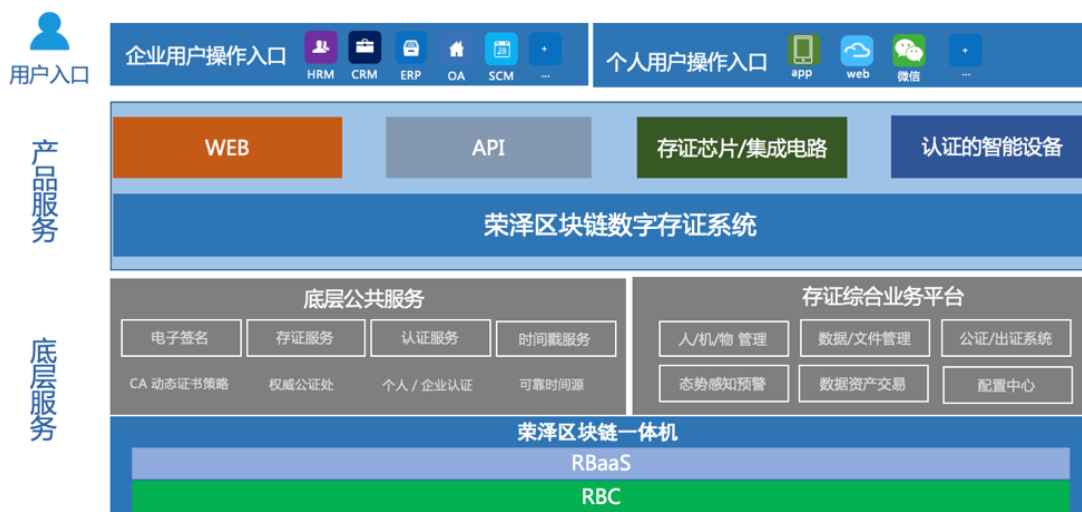 用户入口
企业用户操作入口
HRM CRM ERP OA SCM ...
个人用户操作入口
app web 微信 ...
产品服务
WEB
API
存证芯片/集成电路
认证的智能设备
荣泽区块链数字存证系统
底层服务
底层公共服务
电子签名 存证服务 认证服务 时间戳服务
CA 动态证书策略 权威公证处 个人 / 企业认证 可靠时间源
存证综合业务平台
人/机/物 管理 数据/文件管理 公证/出证系统
态势感知预警 数据资产交易 配置中心
荣泽区块链一体机
RBaaS
RBC